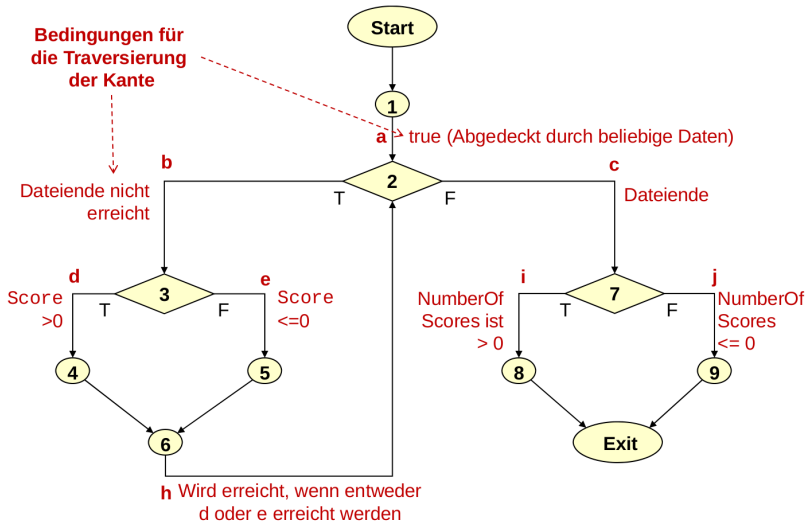 Start
Bedingungen für
die Traversierung
der Kante
1
a
true (Abgedeckt durch beliebige Daten)
b
2
c
T
F
Dateiende nicht
erreicht
Dateiende
d
Score
>0
T
3
F
e
Score
<=0
i
NumberOf
Scores ist
> 0
T
7
F
j
NumberOf
Scores
<= 0
4
5
8
9
6
Exit
h
Wird erreicht, wenn entweder
d oder e erreicht werden